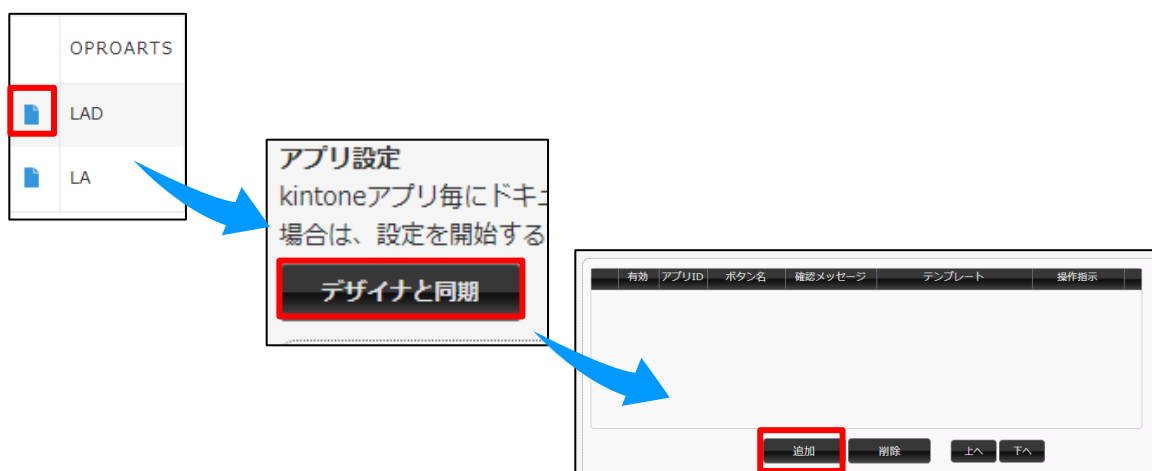 OPROARTS
LAD
LA
アプリ設定
kintoneアプリ毎にドキュ
場合は、設定を開始する
デザイナと同期
有効 アプリID ボタン名 確認メッセージ テンプレート 操作指示
追加 削除 上へ 下へ